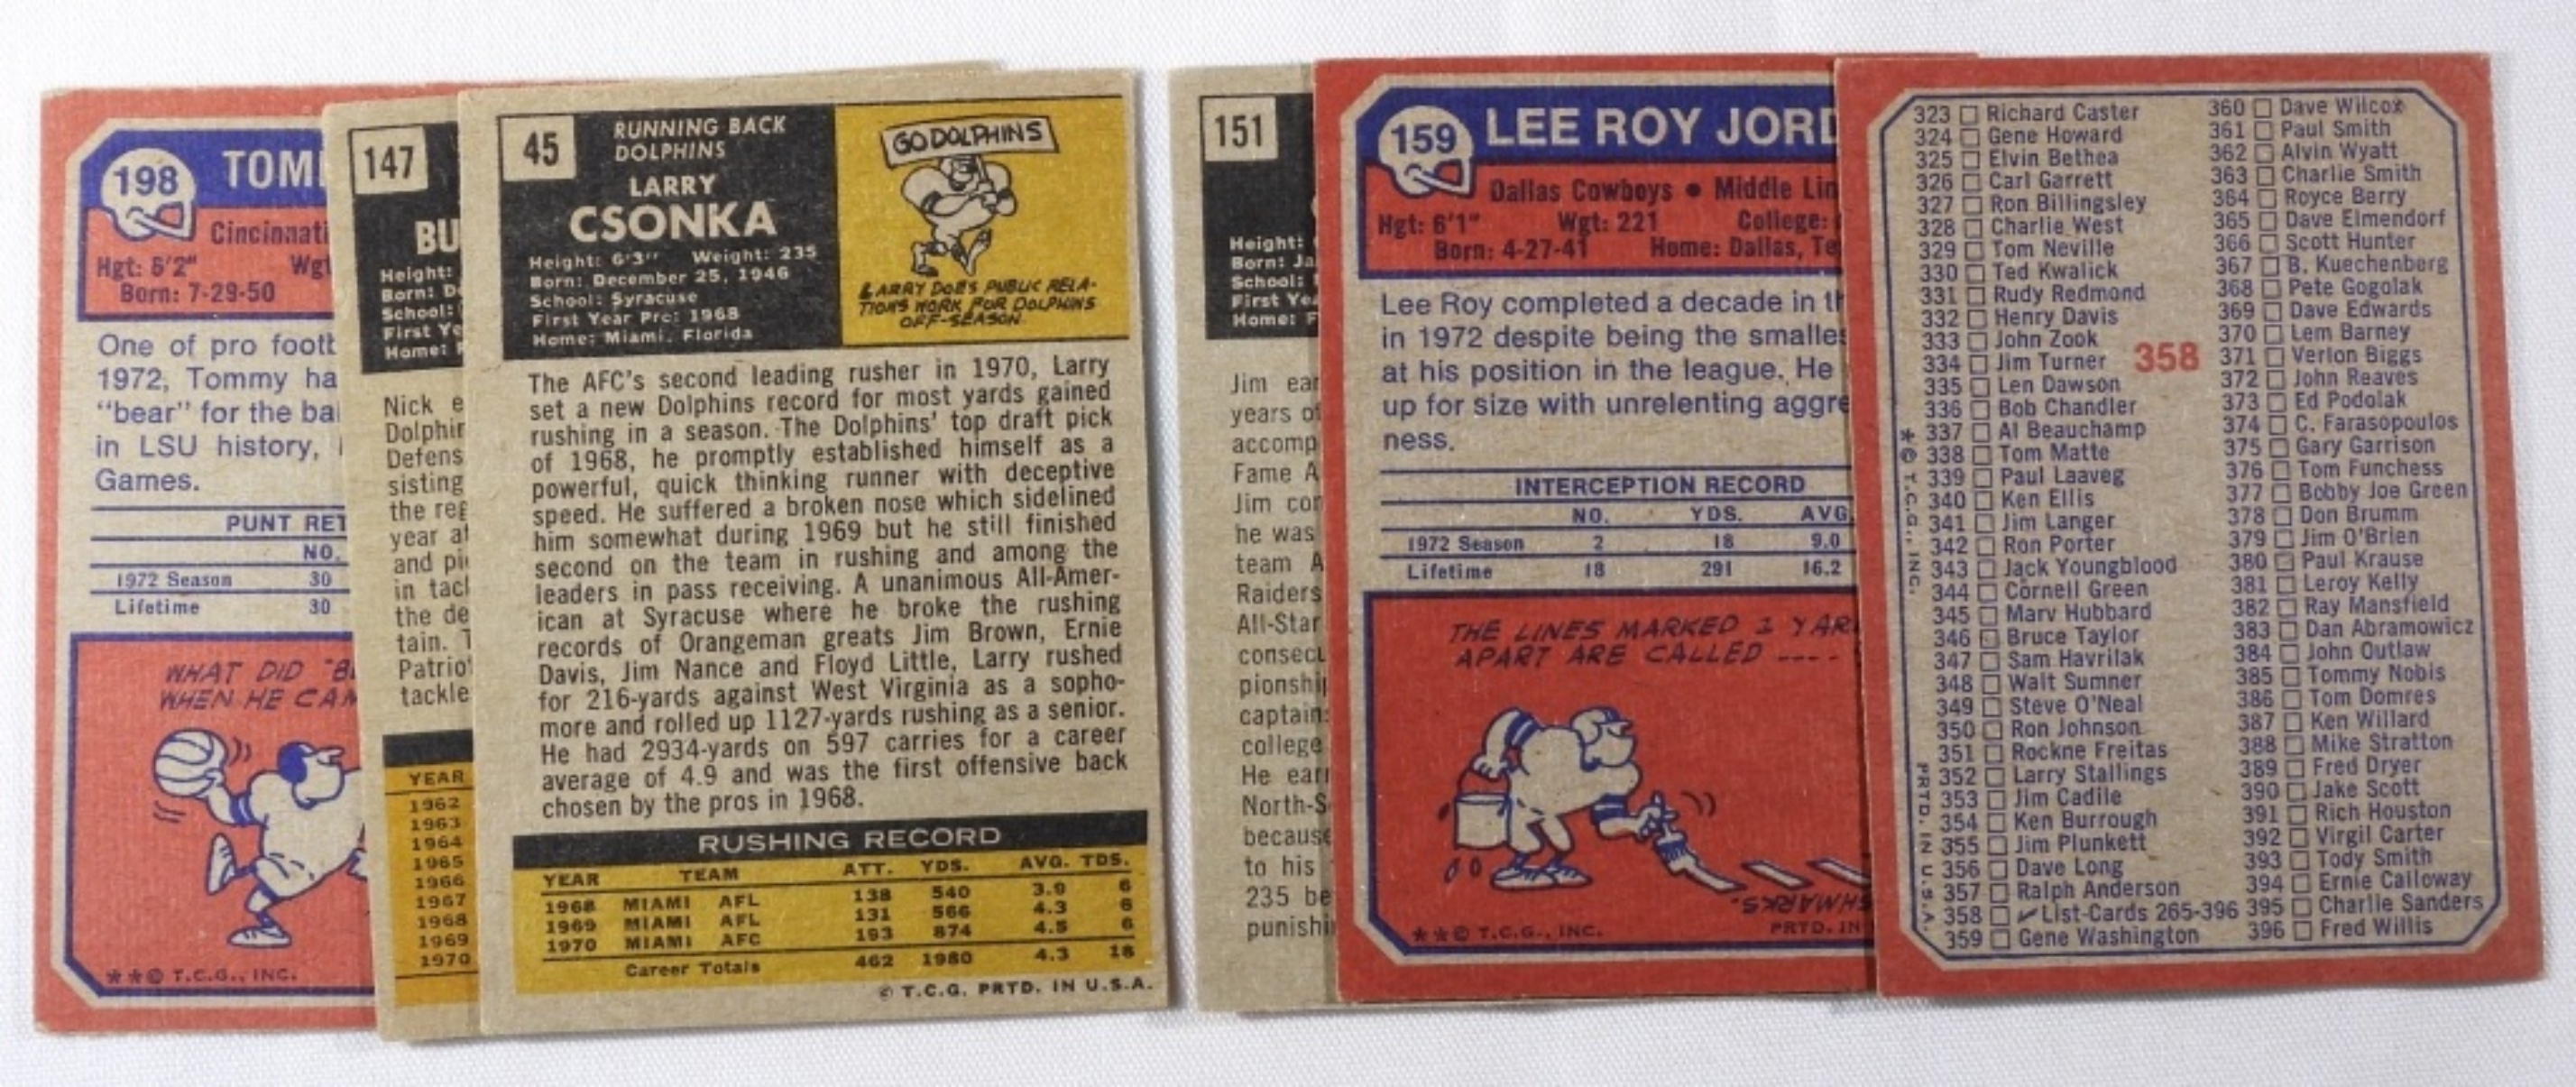 198
TOM
Cincinnati
Hgt: 6'2" Wgt
Born: 7-29-50
One of pro footb
1972, Tommy ha
"bear" for the bal
in LSU history,
Games.
PUNT RET
NO.
1972 Season 30
Lifetime 30
WHAT DID "B
WHEN HE CAM
**© T.C.G., INC.
147
BU
Height:
Born: De
School:
First Ye
Home:
Nick e
Dolphin
Defens
sisting
the reg
year at
and pi
in tacl
the de
tain. T
Patriot
tackle
YEAR
1962
1963
1964
1965
1966
1967
1968
1969
1970
45
RUNNING BACK
DOLPHINS
LARRY
CSONKA
Height: 6'3" Weight: 235
Born: December 25, 1946
School: Syracuse
First Year Pro: 1968
Home: Miami, Florida
GO DOLPHINS
LARRY DOES PUBLIC RELA-
TIONS WORK FOR DOLPHINS
OFF-SEASON.
The AFC's second leading rusher in 1970, Larry
set a new Dolphins record for most yards gained
rushing in a season. The Dolphins' top draft pick
of 1968, he promptly established himself as a
powerful, quick thinking runner with deceptive
speed. He suffered a broken nose which sidelined
him somewhat during 1969 but he still finished
second on the team in rushing and among the
leaders in pass receiving. A unanimous All-Amer-
ican at Syracuse where he broke the rushing
records of Orangeman greats Jim Brown, Ernie
Davis, Jim Nance and Floyd Little, Larry rushed
for 216-yards against West Virginia as a sopho-
more and rolled up 1127-yards rushing as a senior.
He had 2934-yards on 597 carries for a career
average of 4.9 and was the first offensive back
chosen by the pros in 1968.
RUSHING RECORD
YEAR TEAM ATT. YDS. AVG. TDS.
1968 MIAMI AFL 138 540 3.9 6
1969 MIAMI AFL 131 566 4.3 6
1970 MIAMI AFC 193 874 4.5 6
Career Totals 462 1980 4.3 18
© T.C.G. PRTD. IN U.S.A.
151
Height:
Born: Ja
School:
First Yea
Home: F
Jim ear
years of
accomp
Fame A
Jim cor
he was
team A
Raiders
All-Star
consecu
pionship
captain
college
He earn
North-S
because
to his
235 be
punishi
159
LEE ROY JORD
Dallas Cowboys • Middle Lin
Hgt: 6'1" Wgt: 221 College:
Born: 4-27-41 Home: Dallas, Te
Lee Roy completed a decade in th
in 1972 despite being the smalles
at his position in the league. He
up for size with unrelenting aggre
ness.
INTERCEPTION RECORD
NO. YDS. AVG.
1972 Season 2 18 9.0
Lifetime 18 291 16.2
THE LINES MARKED 1 YARD
APART ARE CALLED ----
SHMARKS.
**© T.C.G., INC. PRTD. IN
323 Richard Caster
324 Gene Howard
325 Elvin Bethea
326 Carl Garrett
327 Ron Billingsley
328 Charlie West
329 Tom Neville
330 Ted Kwalick
331 Rudy Redmond
332 Henry Davis
333 John Zook
334 Jim Turner
335 Len Dawson
336 Bob Chandler
337 Al Beauchamp
338 Tom Matte
339 Paul Laaveg
340 Ken Ellis
341 Jim Langer
342 Ron Porter
343 Jack Youngblood
344 Cornell Green
345 Marv Hubbard
346 Bruce Taylor
347 Sam Havrilak
348 Walt Sumner
349 Steve O'Neal
350 Ron Johnson
351 Rockne Freitas
352 Larry Stallings
353 Jim Cadile
354 Ken Burrough
355 Jim Plunkett
356 Dave Long
357 Ralph Anderson
358 ✓List-Cards 265-396
359 Gene Washington
358
360 Dave Wilcox
361 Paul Smith
362 Alvin Wyatt
363 Charlie Smith
364 Royce Berry
365 Dave Elmendorf
366 Scott Hunter
367 B. Kuechenberg
368 Pete Gogolak
369 Dave Edwards
370 Lem Barney
371 Verlon Biggs
372 John Reaves
373 Ed Podolak
374 C. Farasopoulos
375 Gary Garrison
376 Tom Funchess
377 Bobby Joe Green
378 Don Brumm
379 Jim O'Brien
380 Paul Krause
381 Leroy Kelly
382 Ray Mansfield
383 Dan Abramowicz
384 John Outlaw
385 Tommy Nobis
386 Tom Domres
387 Ken Willard
388 Mike Stratton
389 Fred Dryer
390 Jake Scott
391 Rich Houston
392 Virgil Carter
393 Tody Smith
394 Ernie Calloway
395 Charlie Sanders
396 Fred Willis
*© T.C.G., INC.
PRTD. IN U.S.A.